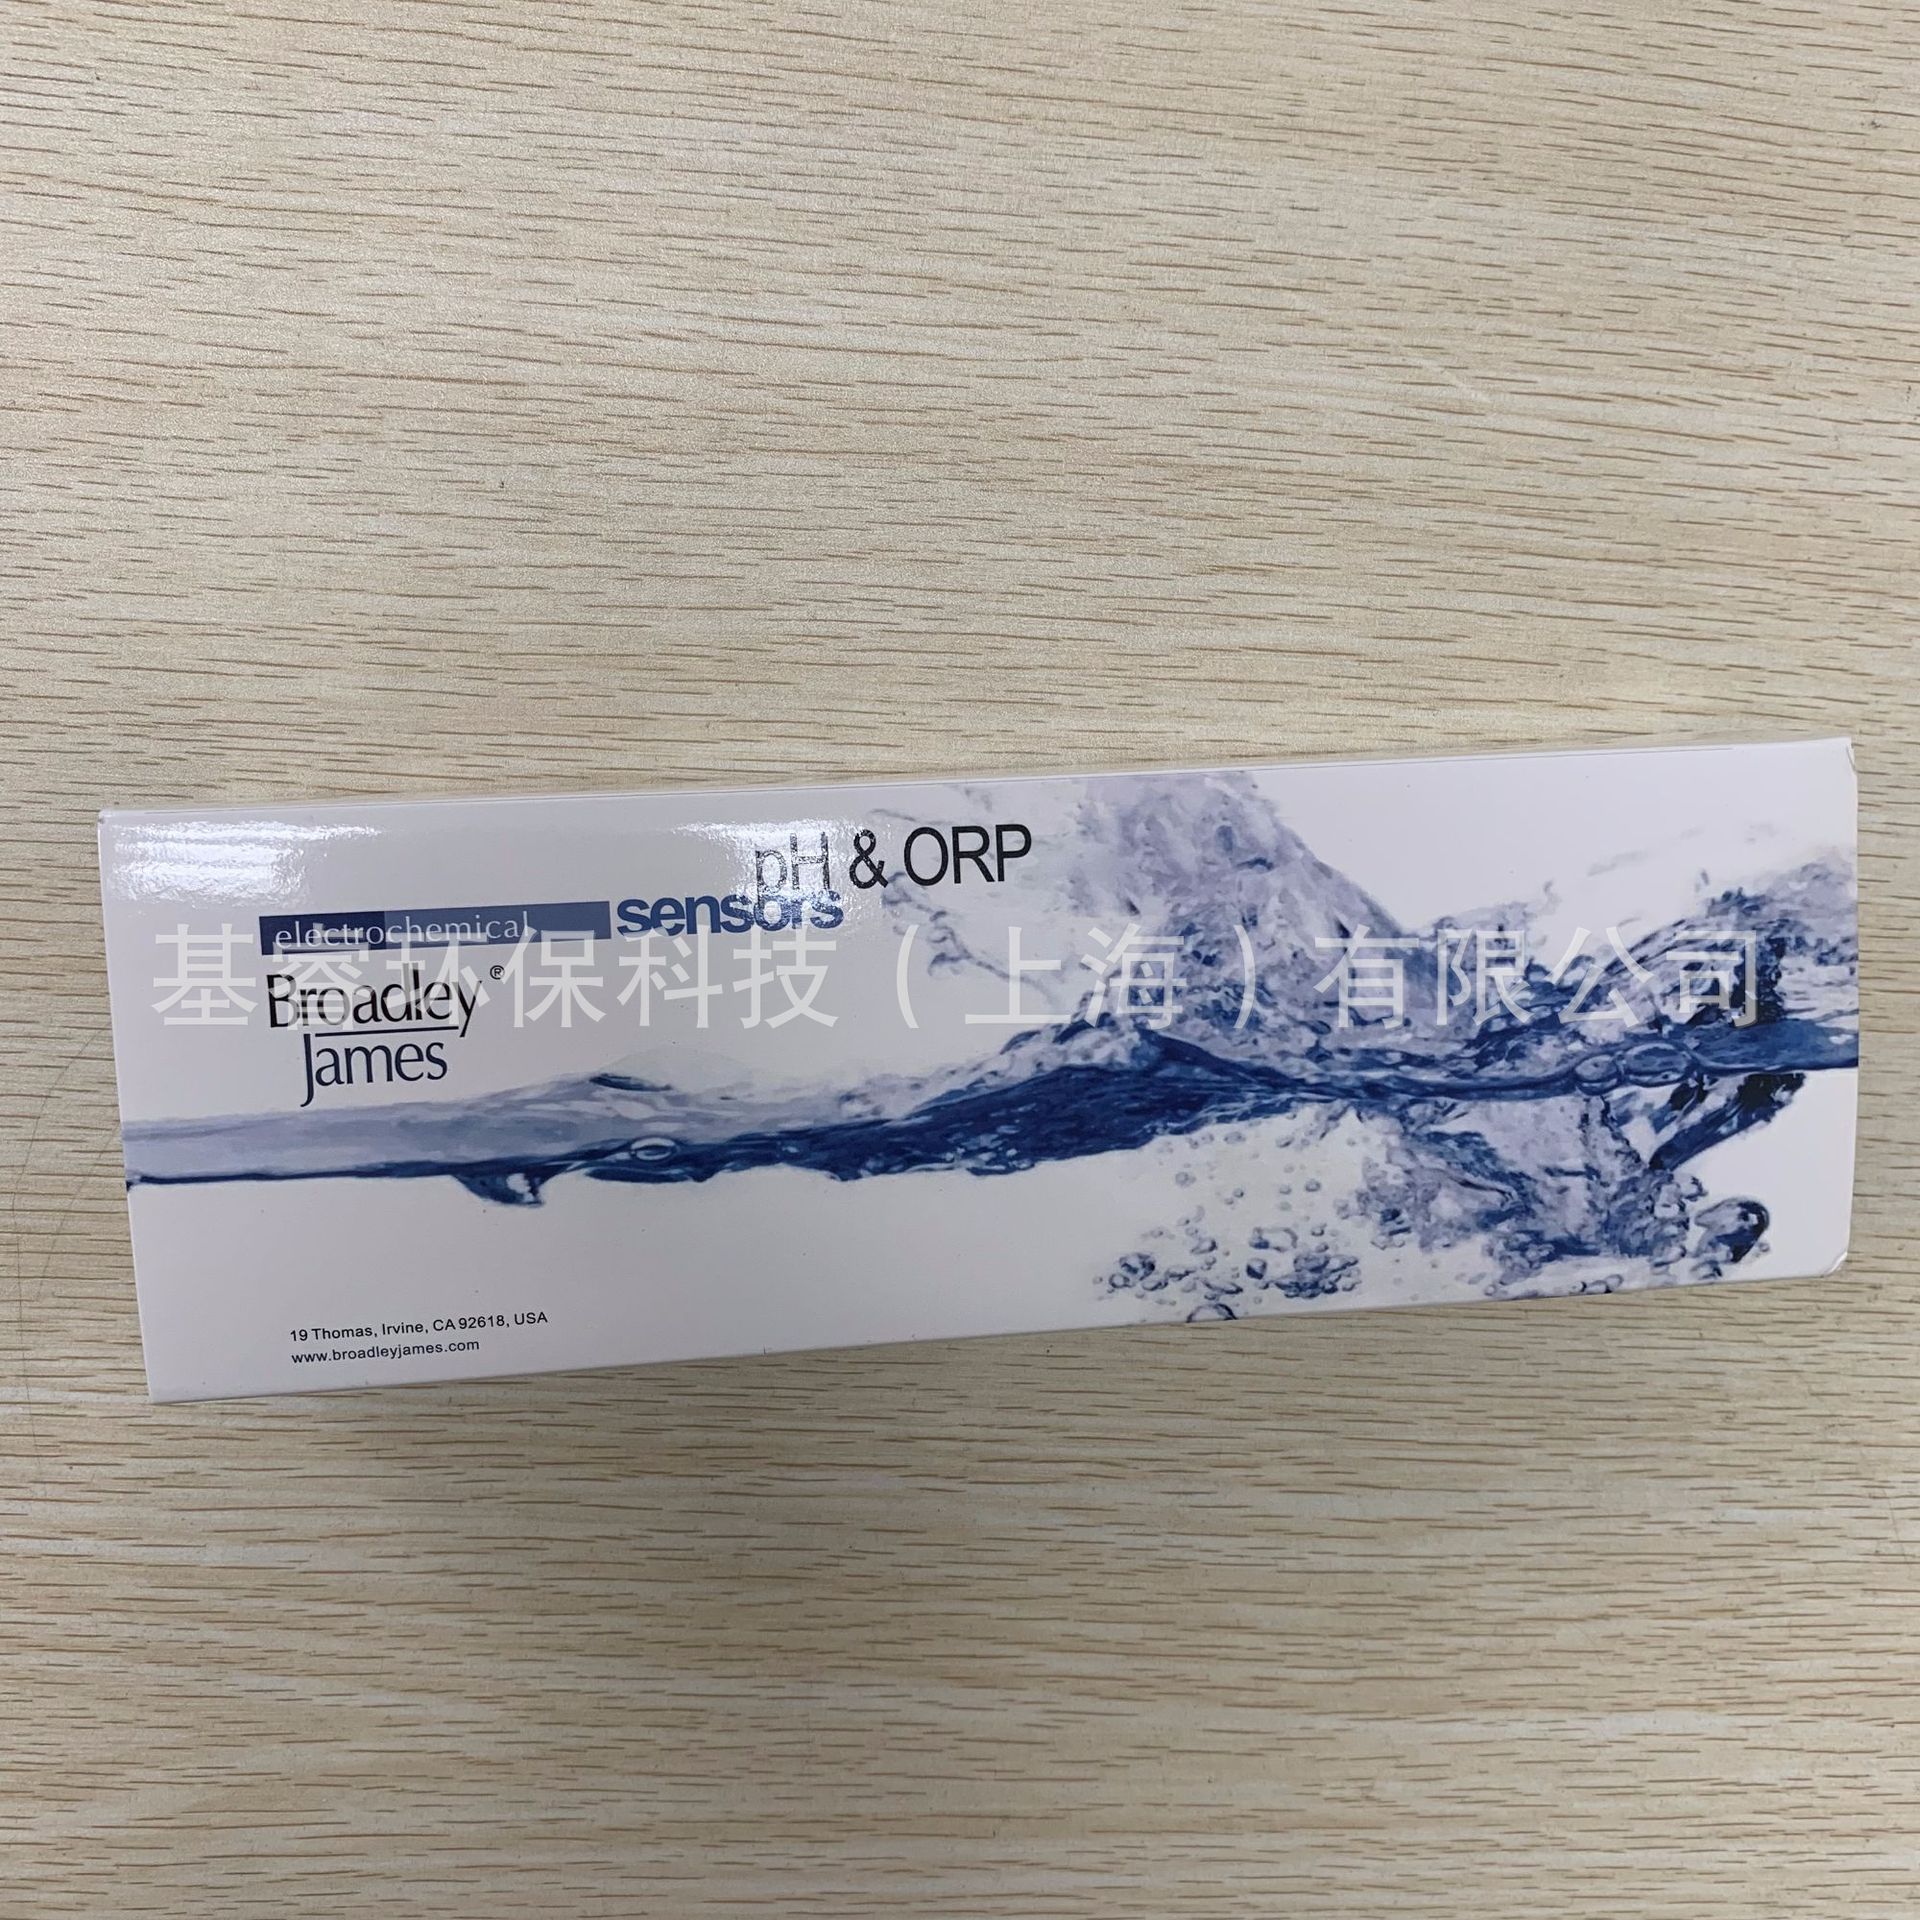 pH & ORP
electrochemical sensors
Broadley®
James
基睿环保科技（上海）有限公司
19 Thomas, Irvine, CA 92618, USA
www.broadleyjames.com